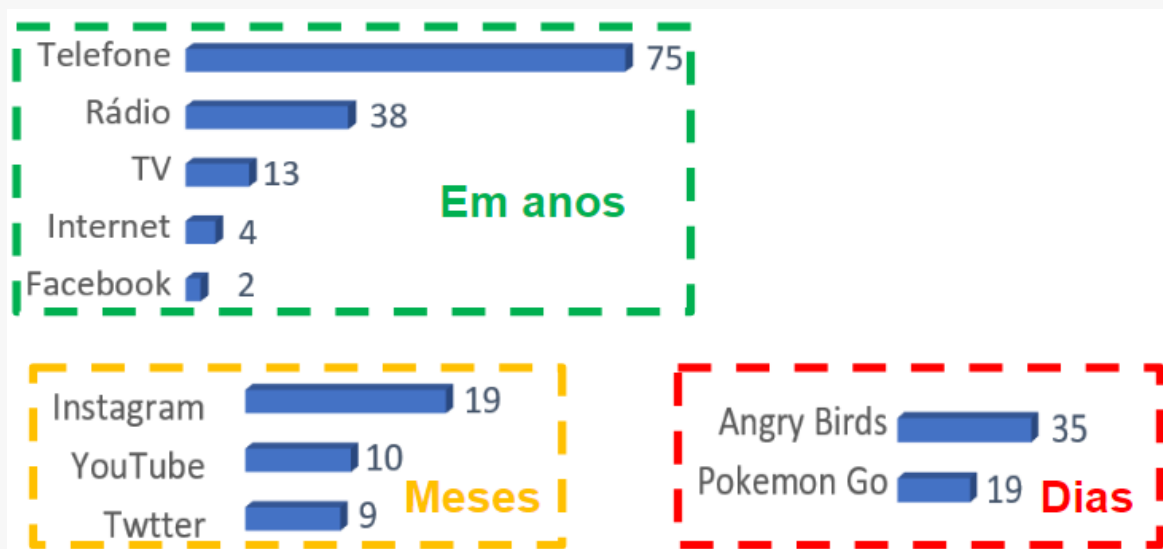 Telefone 75
Rádio 38
TV 13
Em anos
Internet 4
Facebook 2
Instagram 19
YouTube 10
Meses
Twtter 9
Angry Birds 35
Pokemon Go 19
Dias